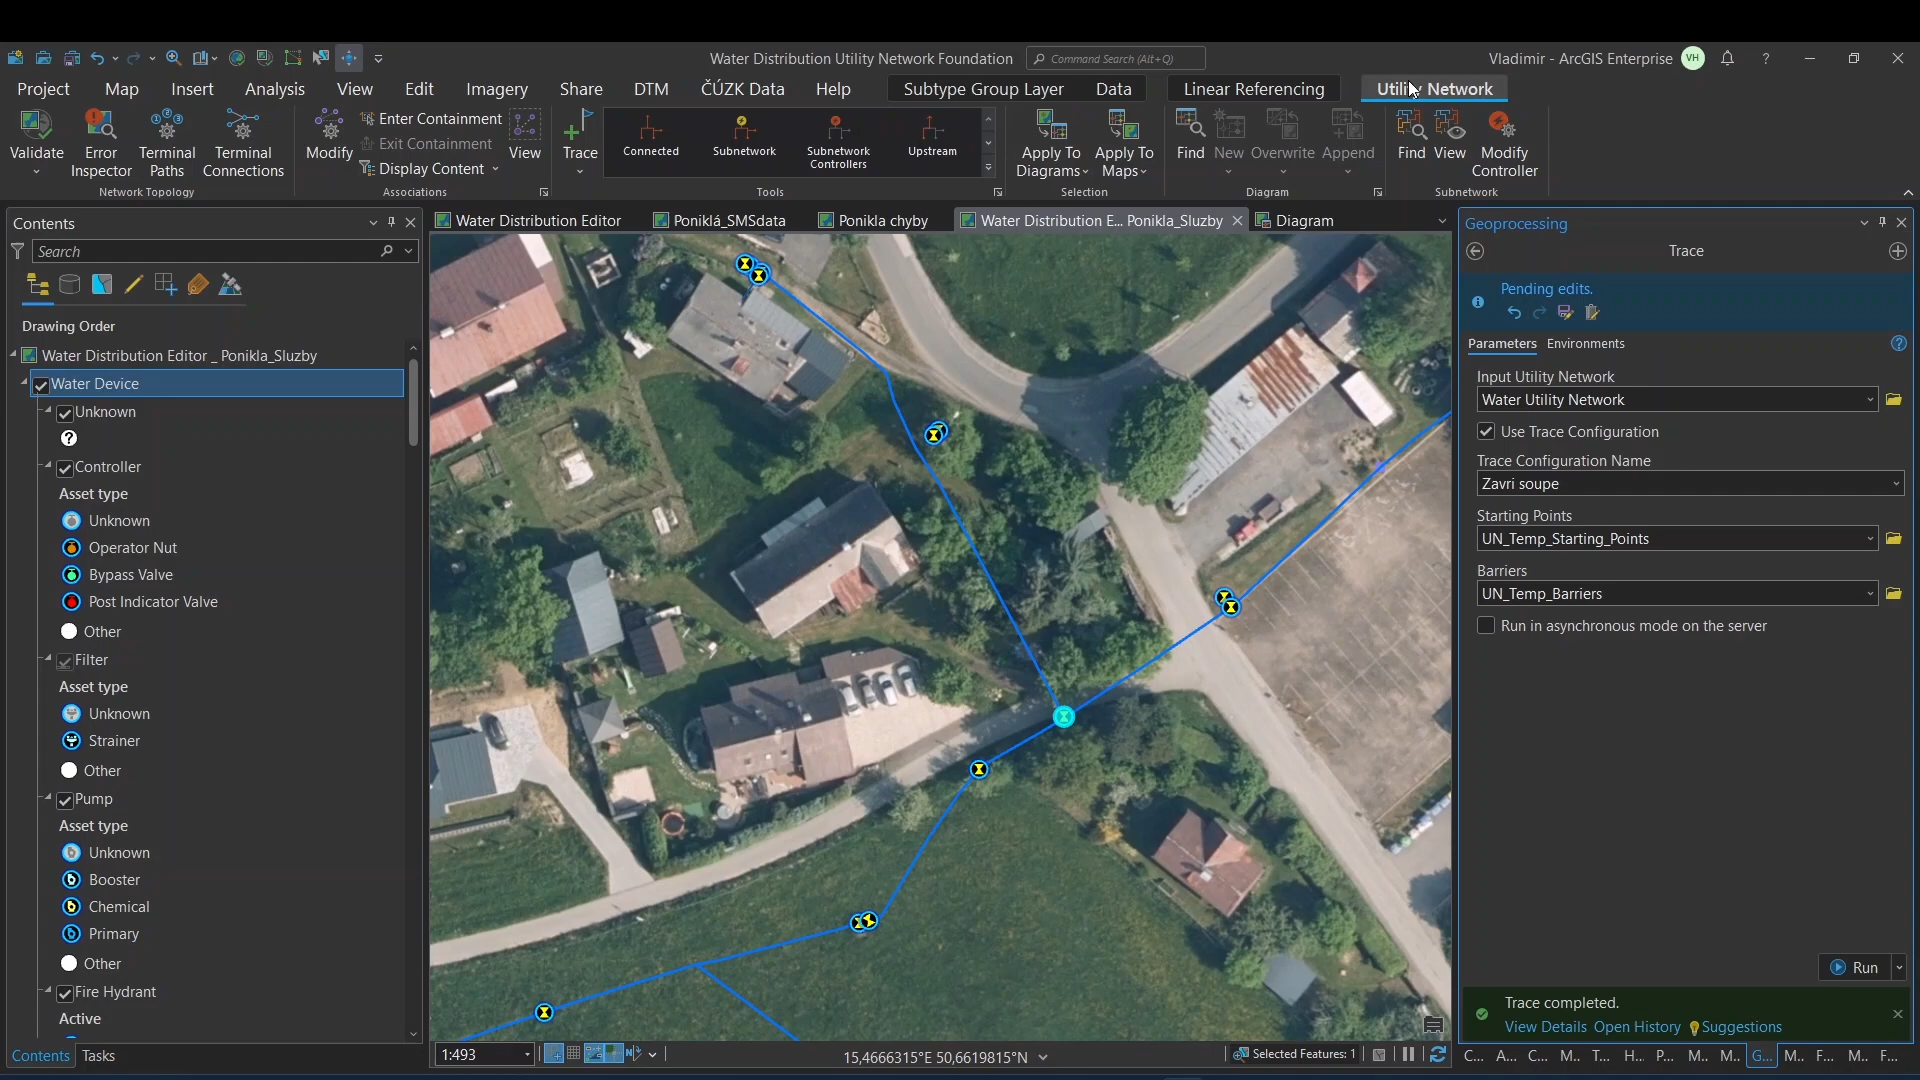 Water Distribution Utility Network Foundation
Command Search (Alt+Q)
Vladimir - ArcGIS Enterprise
VH
?
Project
Map
Insert
Analysis
View
Edit
Imagery
Share
DTM
ČÚZK Data
Help
Subtype Group Layer
Data
Linear Referencing
Utility Network
Validate
Error Inspector
Terminal Paths
Terminal Connections
Network Topology
Modify
Enter Containment
Exit Containment
Display Content
View
Associations
Trace
Connected
Subnetwork
Subnetwork Controllers
Upstream
Tools
Apply To Diagrams
Apply To Maps
Selection
Find
New
Overwrite
Append
Diagram
Find
View
Modify Controller
Subnetwork
Contents
Search
Drawing Order
Water Distribution Editor _ Ponikla_Sluzby
Water Device
Unknown
?
Controller
Asset type
Unknown
Operator Nut
Bypass Valve
Post Indicator Valve
Other
Filter
Asset type
Unknown
Strainer
Other
Pump
Asset type
Unknown
Booster
Chemical
Primary
Other
Fire Hydrant
Active
Contents
Tasks
Water Distribution Editor
Poniklá_SMSdata
Ponikla chyby
Water Distribution E... Ponikla_Sluzby
Diagram
1:493
15,4666315°E 50,6619815°N
Selected Features: 1
Geoprocessing
Trace
Pending edits.
Parameters
Environments
Input Utility Network
Water Utility Network
Use Trace Configuration
Trace Configuration Name
Zavri soupe
Starting Points
UN_Temp_Starting_Points
Barriers
UN_Temp_Barriers
Run in asynchronous mode on the server
Run
Trace completed.
View Details
Open History
Suggestions
C...
A...
C...
M..
T...
H...
P...
M..
M..
G...
M..
F...
M..
F...